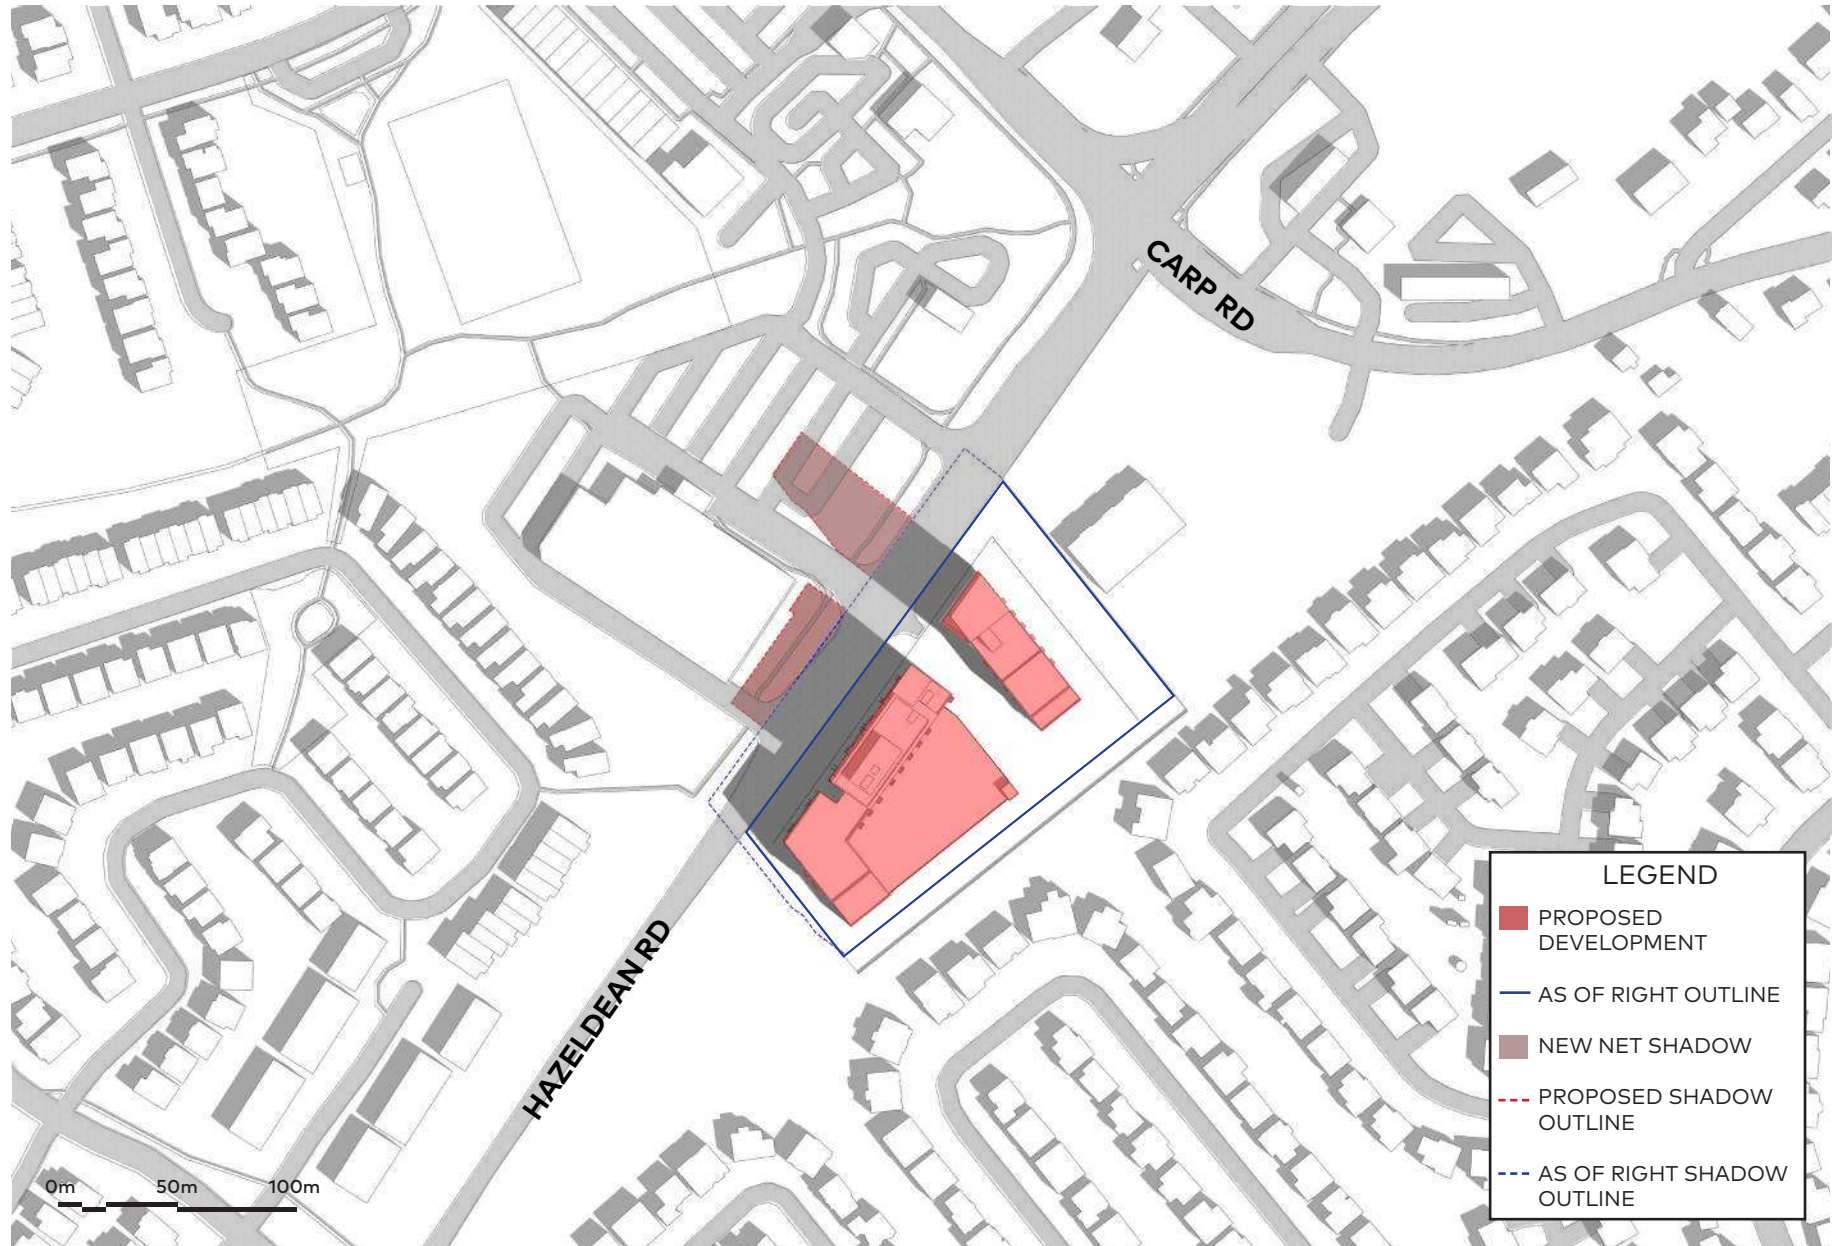 CARP RD
HAZELDEAN RD
0m 50m 100m
LEGEND
PROPOSED
DEVELOPMENT
AS OF RIGHT OUTLINE
NEW NET SHADOW
PROPOSED SHADOW
OUTLINE
AS OF RIGHT SHADOW
OUTLINE